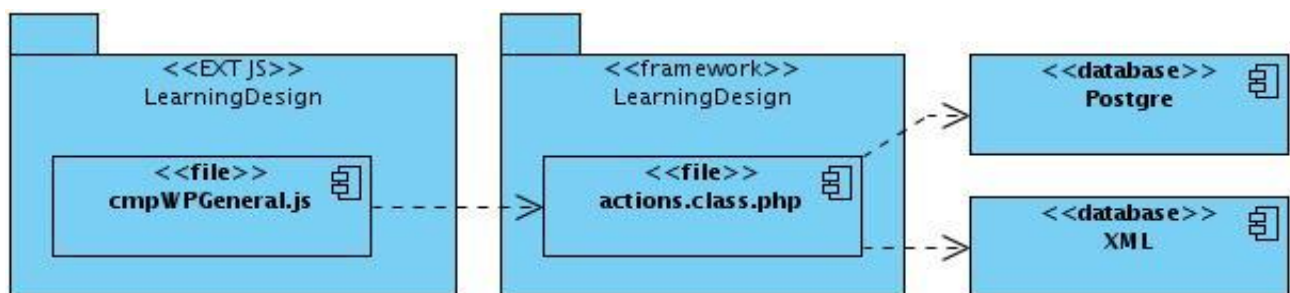 <<EXT JS>>
LearningDesign
<<file>>
cmpWPGeneral.js
<<framework>>
LearningDesign
<<file>>
actions.class.php
<<database>>
Postgre
<<database>>
XML